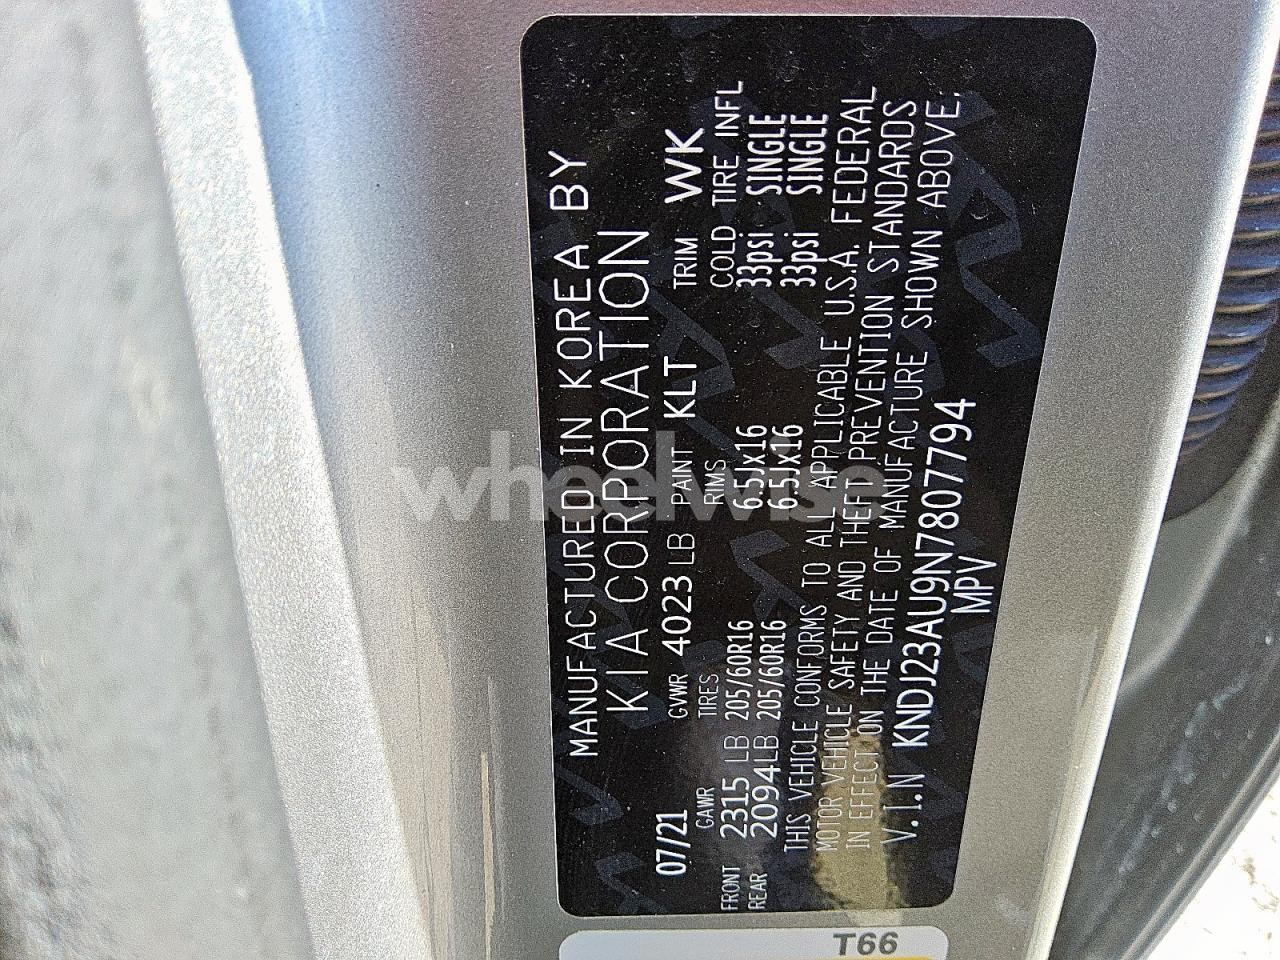 MANUFACTURED IN KOREA BY
KIA CORPORATION
07/21 GVWR 4023 LB PAINT KLT TRIM WK
GAWR TIRES RIMS COLD TIRE INFL
FRONT 2315 LB 205/60R16 6.5Jx16 33psi SINGLE
REAR 2094LB 205/60R16 6.5Jx16 33psi SINGLE
THIS VEHICLE CONFORMS TO ALL APPLICABLE U.S.A. FEDERAL
MOTOR VEHICLE SAFETY AND THEFT PREVENTION STANDARDS
IN EFFECT ON THE DATE OF MANUFACTURE SHOWN ABOVE.
V.I.N KNDJ23AU9N7807794
MPV
T66
wheelwise